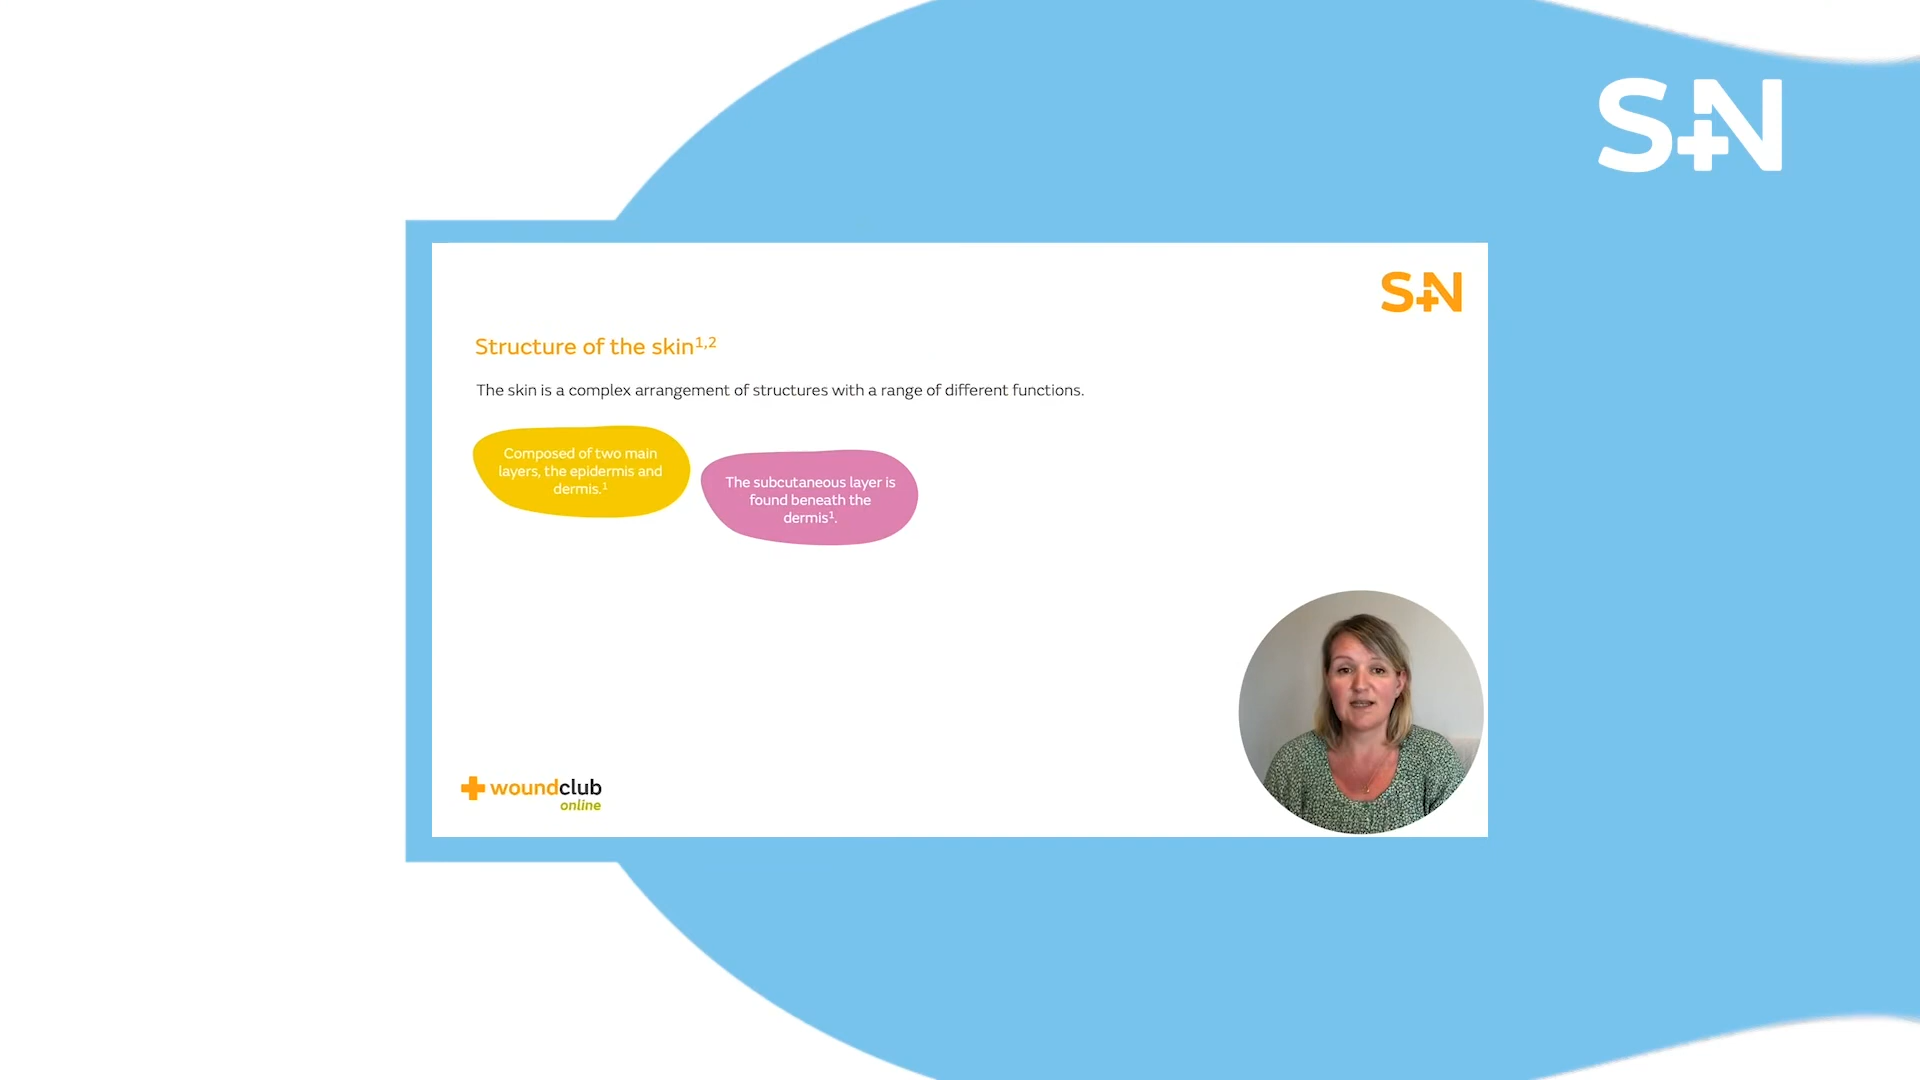 S+N
S+N
Structure of the skin¹,²
The skin is a complex arrangement of structures with a range of different functions.
Composed of two main
layers, the epidermis and
dermis.¹
The subcutaneous layer is
found beneath the
dermis¹.
woundclub
online